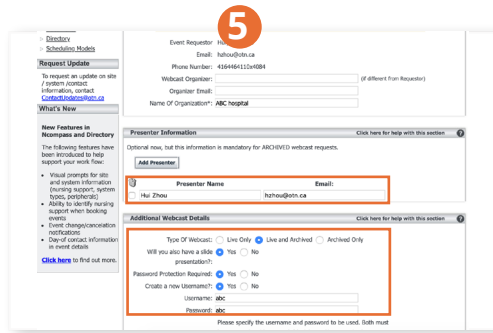 5
Directory
Scheduling Models
Request Update
To request an update on site
/ system /contact
information, contact
ContactUpdates@otn.ca
What's New
New Features in
Ncompass and Directory
The following features have
been introduced to help
support your work flow:
Visual prompts for site
and system information
(nursing support, system
types, peripherals)
Ability to identify nursing
support when booking
events
Event change/cancelation
notifications
Day-of contact information
in event details
Click here to find out more.
Event Requestor
Email: hzhou@otn.ca
Phone Number: 4164464110x4084
Webcast Organizer: (if different from Requestor)
Organizer Email:
Name Of Organization*: ABC hospital
Presenter Information Click here for help with this section ?
Optional now, but this information is mandatory for ARCHIVED webcast requests.
Add Presenter
Presenter Name Email:
Hui Zhou hzhou@otn.ca
Additional Webcast Details Click here for help with this section ?
Type Of Webcast: Live Only Live and Archived Archived Only
Will you also have a slide Yes No
presentation?:
Password Protection Required: Yes No
Create a new Username?: Yes No
Username: abc
Password: abc
Please specify the username and password to be used. Both must